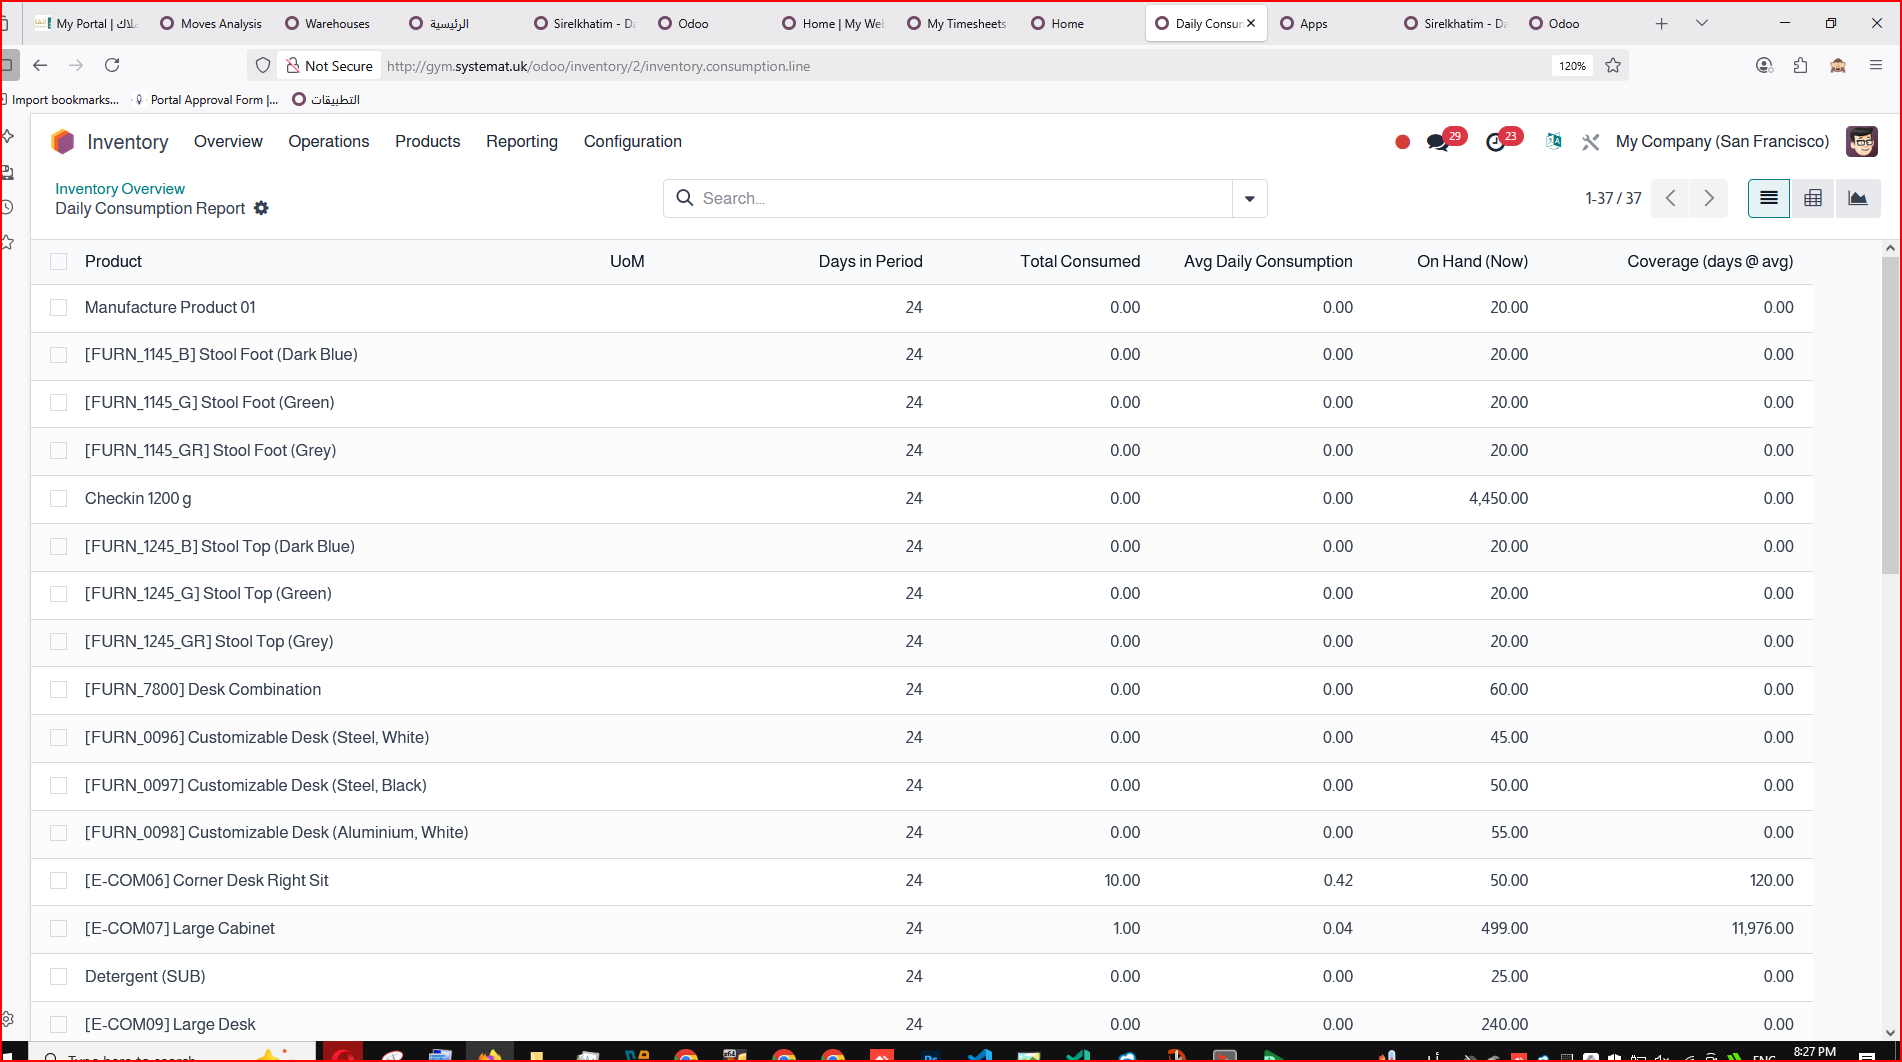 My Portal | ملاك
Moves Analysis
Warehouses
الرئيسية
Sirelkhatim - Da
Odoo
Home | My Web
My Timesheets
Home
Daily Consum
Apps
Sirelkhatim - Da
Odoo
Not Secure
http://gym.systemat.uk/odoo/inventory/2/inventory.consumption.line
120%
Import bookmarks...
Portal Approval Form |...
التطبيقات
Inventory
Overview
Operations
Products
Reporting
Configuration
29
23
My Company (San Francisco)
Inventory Overview
Daily Consumption Report
Search...
1-37 / 37
Product UoM Days in Period Total Consumed Avg Daily Consumption On Hand (Now) Coverage (days @ avg)
Manufacture Product 01 24 0.00 0.00 20.00 0.00
[FURN_1145_B] Stool Foot (Dark Blue) 24 0.00 0.00 20.00 0.00
[FURN_1145_G] Stool Foot (Green) 24 0.00 0.00 20.00 0.00
[FURN_1145_GR] Stool Foot (Grey) 24 0.00 0.00 20.00 0.00
Checkin 1200 g 24 0.00 0.00 4,450.00 0.00
[FURN_1245_B] Stool Top (Dark Blue) 24 0.00 0.00 20.00 0.00
[FURN_1245_G] Stool Top (Green) 24 0.00 0.00 20.00 0.00
[FURN_1245_GR] Stool Top (Grey) 24 0.00 0.00 20.00 0.00
[FURN_7800] Desk Combination 24 0.00 0.00 60.00 0.00
[FURN_0096] Customizable Desk (Steel, White) 24 0.00 0.00 45.00 0.00
[FURN_0097] Customizable Desk (Steel, Black) 24 0.00 0.00 50.00 0.00
[FURN_0098] Customizable Desk (Aluminium, White) 24 0.00 0.00 55.00 0.00
[E-COM06] Corner Desk Right Sit 24 10.00 0.42 50.00 120.00
[E-COM07] Large Cabinet 24 1.00 0.04 499.00 11,976.00
Detergent (SUB) 24 0.00 0.00 25.00 0.00
[E-COM09] Large Desk 24 0.00 0.00 240.00 0.00
Type here to search
ENG
8:27 PM